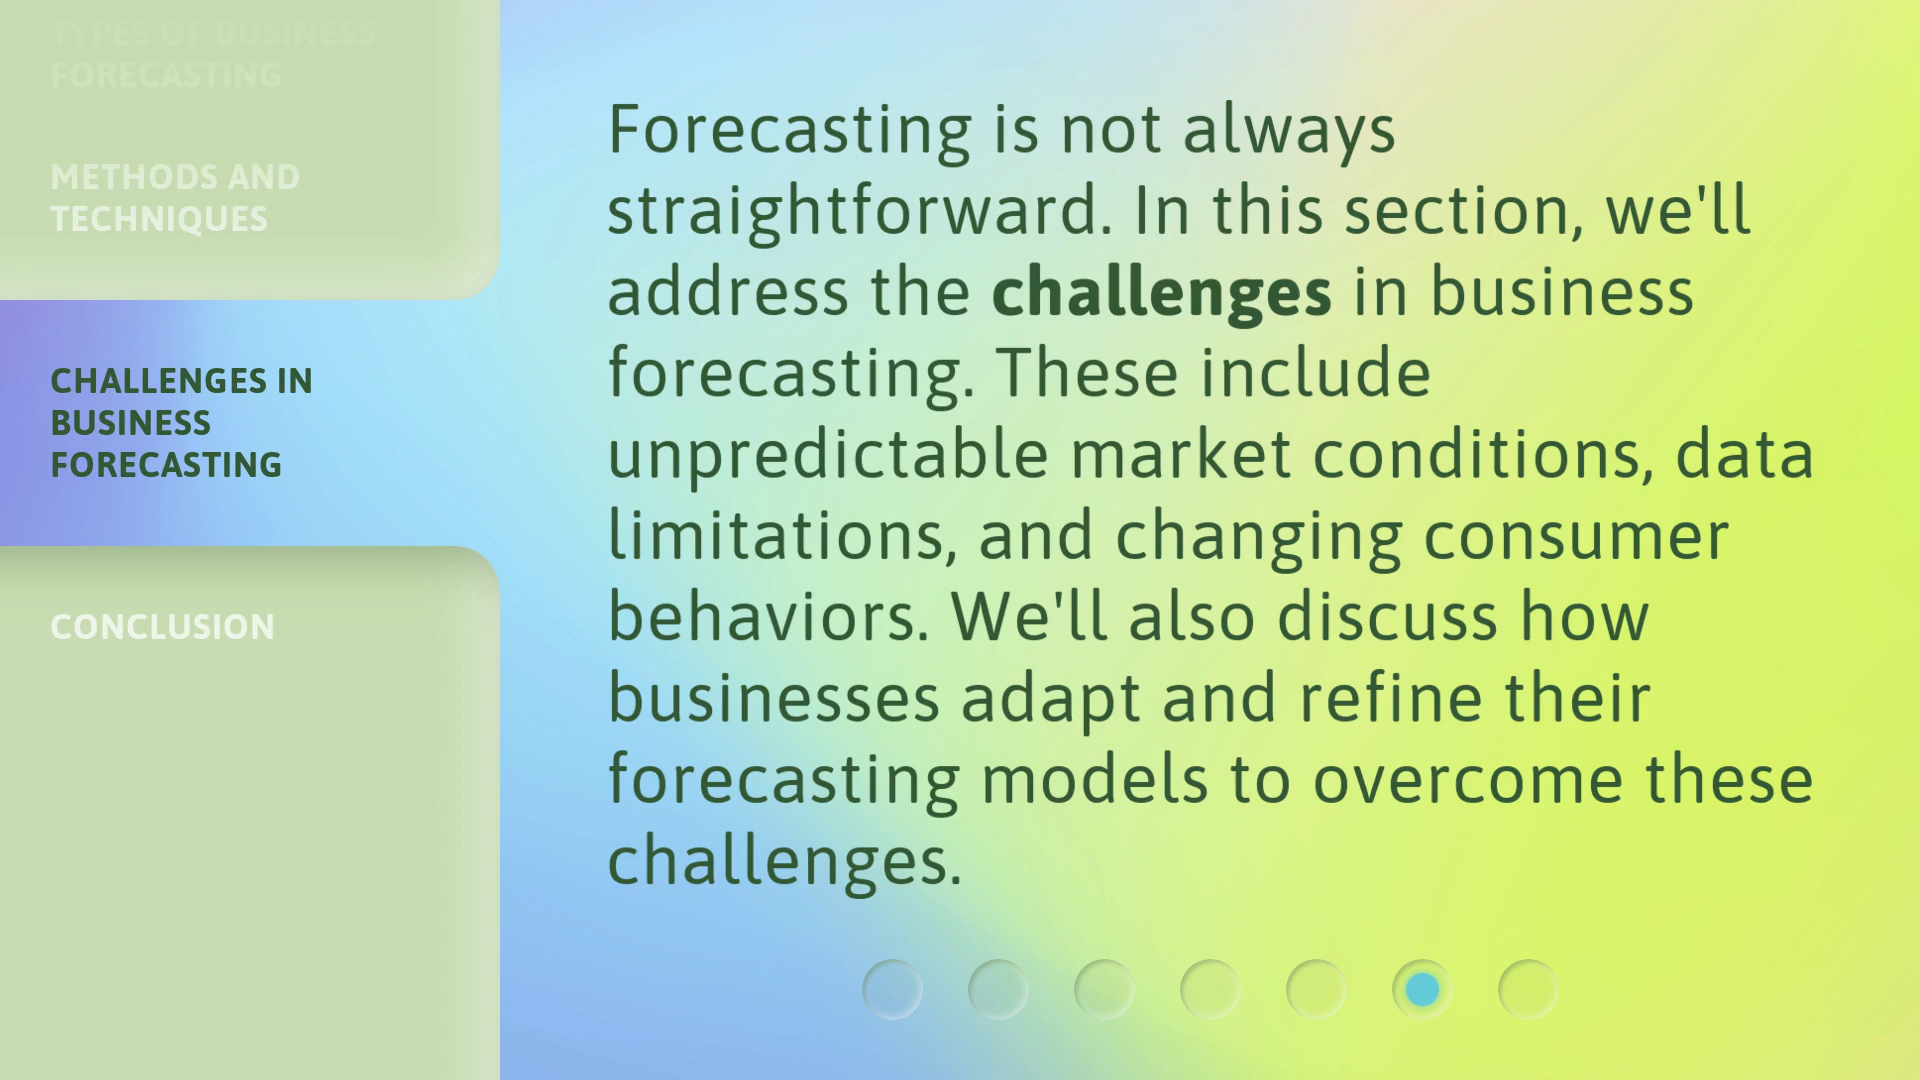 TYPES OF BUSINESS
FORECASTING
METHODS AND
TECHNIQUES
CHALLENGES IN
BUSINESS
FORECASTING
CONCLUSION
Forecasting is not always
straightforward. In this section, we'll
address the challenges in business
forecasting. These include
unpredictable market conditions, data
limitations, and changing consumer
behaviors. We'll also discuss how
businesses adapt and refine their
forecasting models to overcome these
challenges.